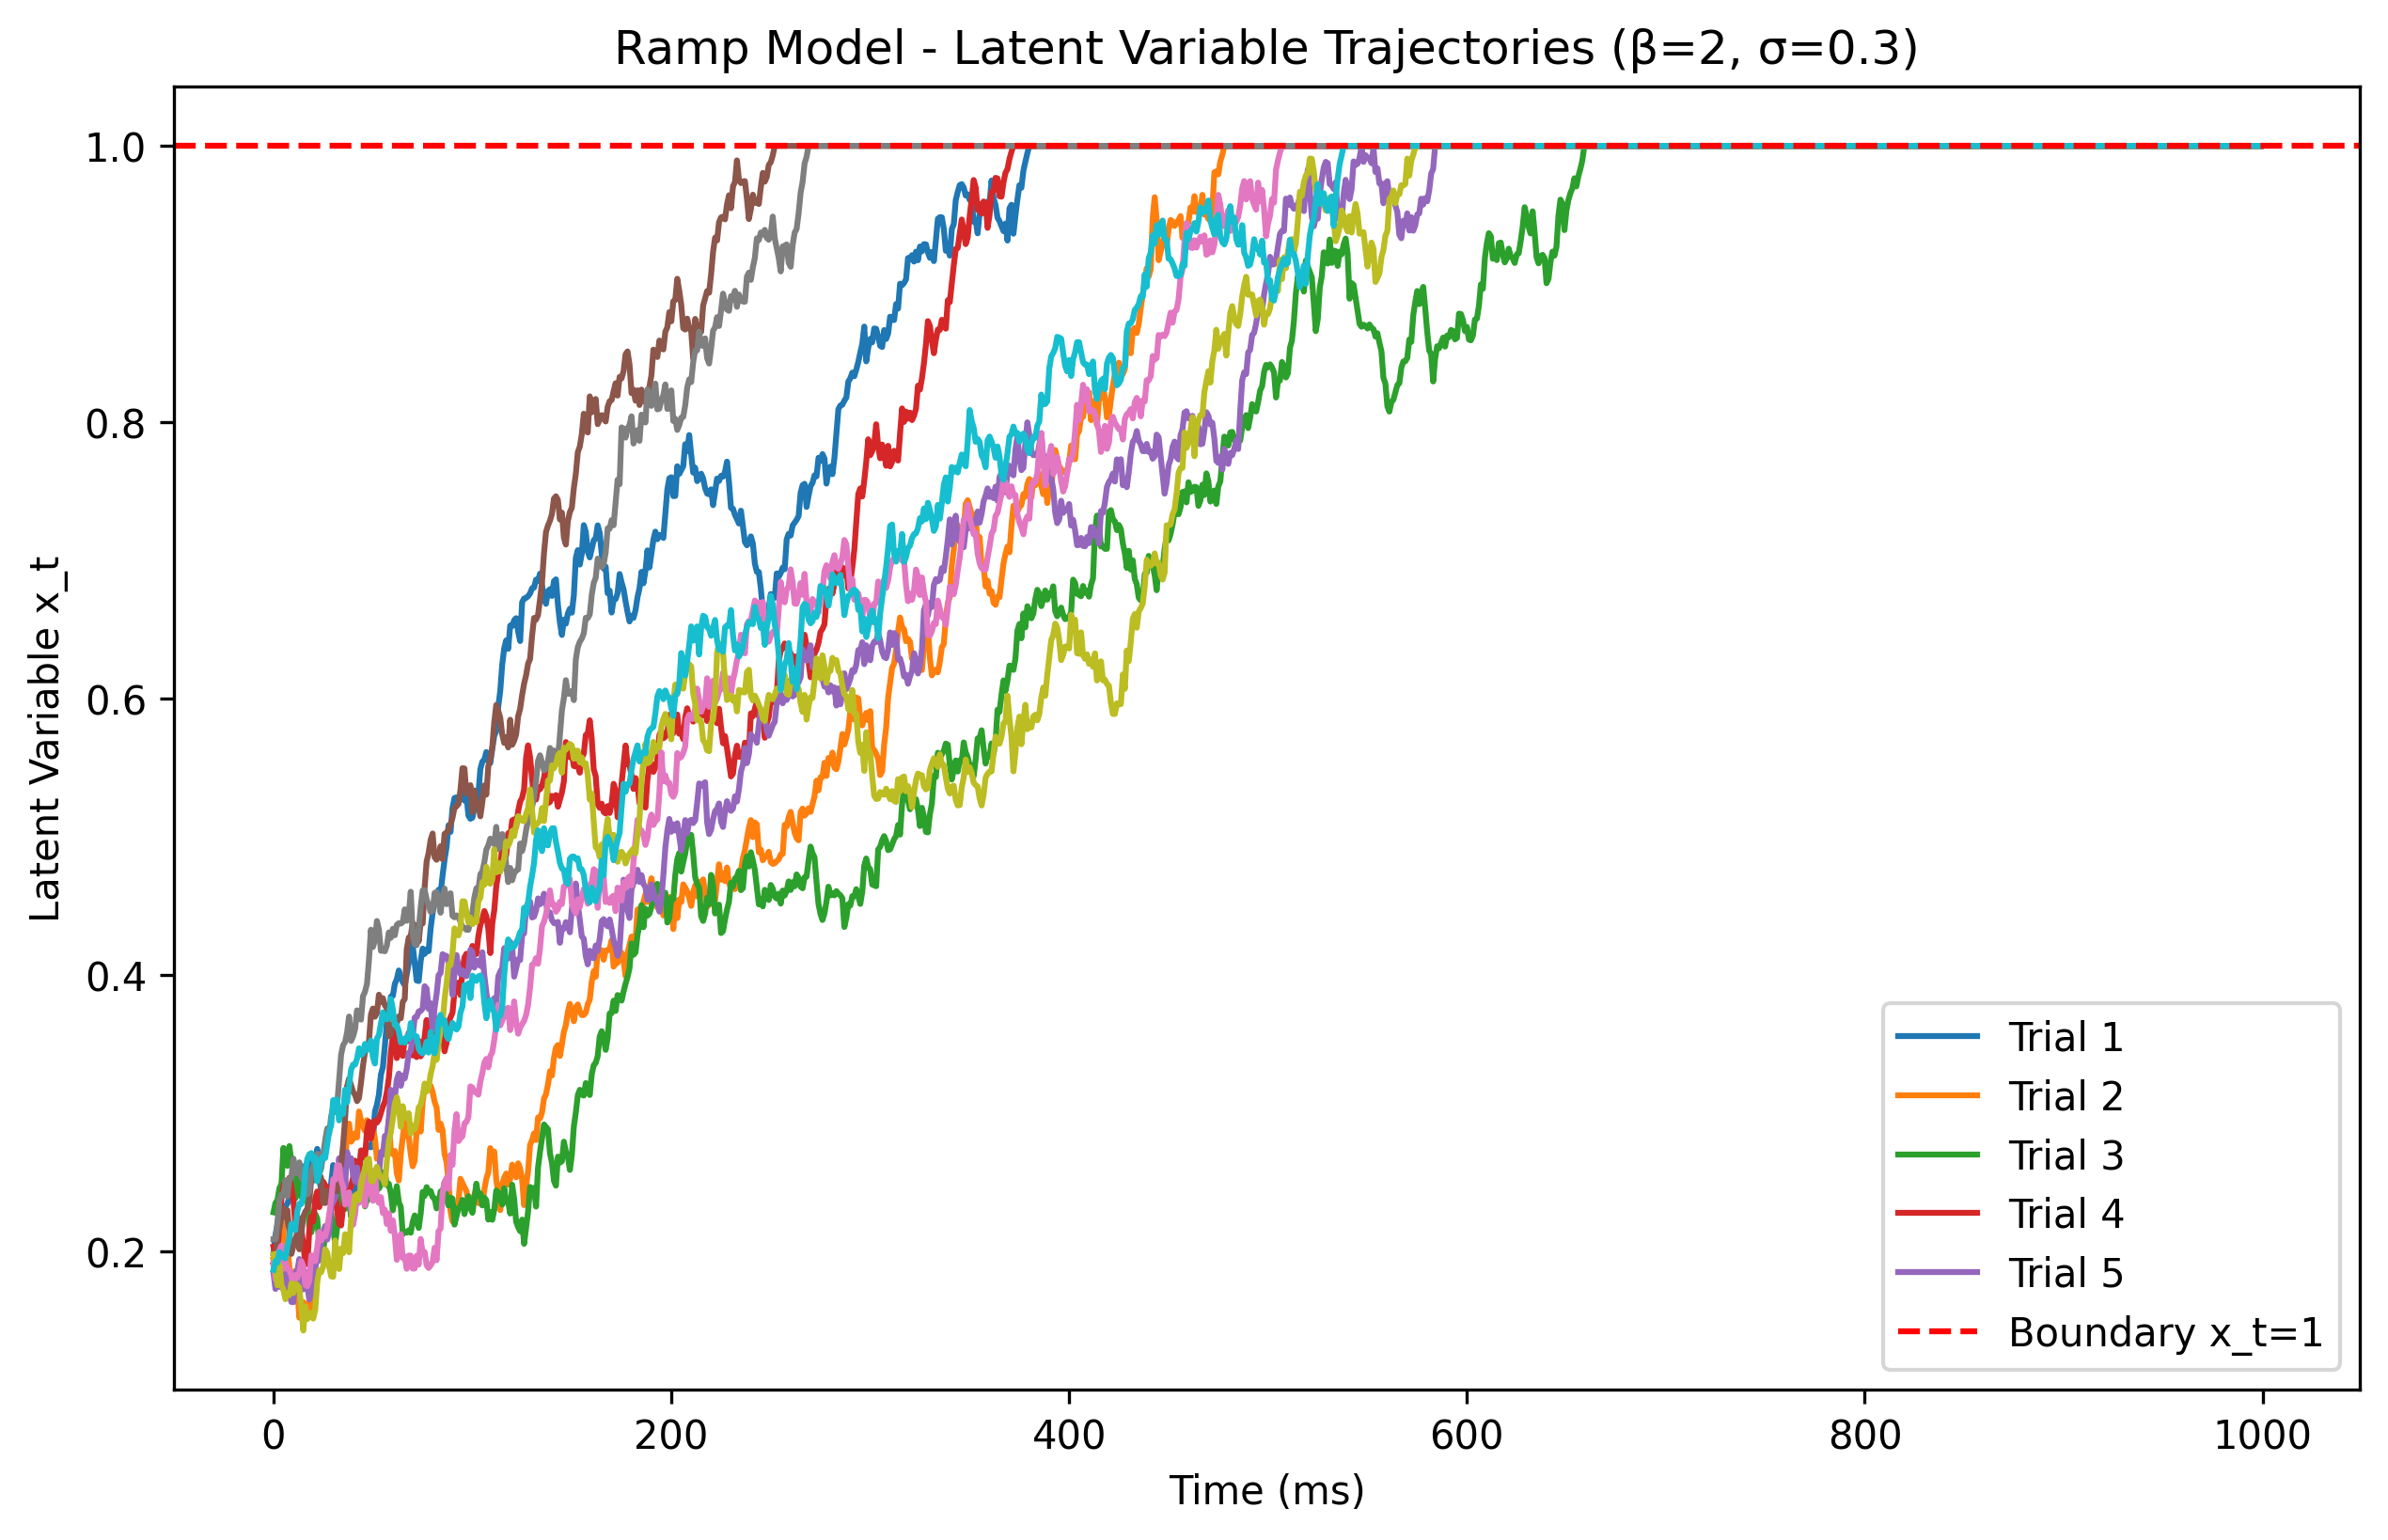 Ramp Model - Latent Variable Trajectories (β=2, σ=0.3)
Latent Variable x_t
1.0
0.8
0.6
0.4
0.2
0 200 400 600 800 1000
Time (ms)
Trial 1
Trial 2
Trial 3
Trial 4
Trial 5
Boundary x_t=1